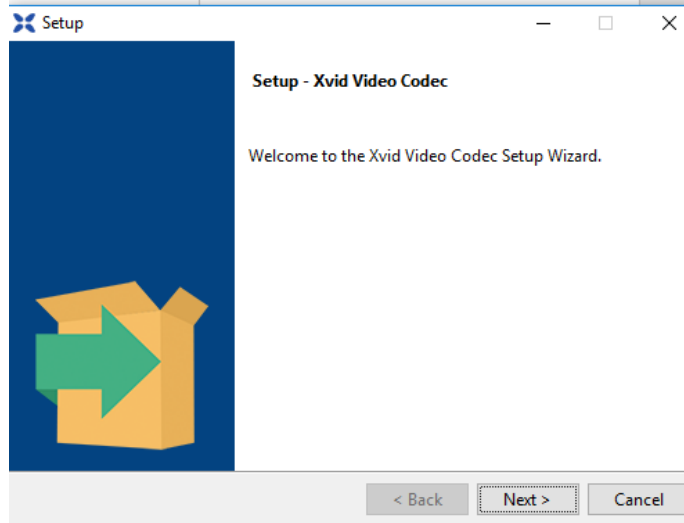 Setup
Setup - Xvid Video Codec
Welcome to the Xvid Video Codec Setup Wizard.
< Back Next > Cancel